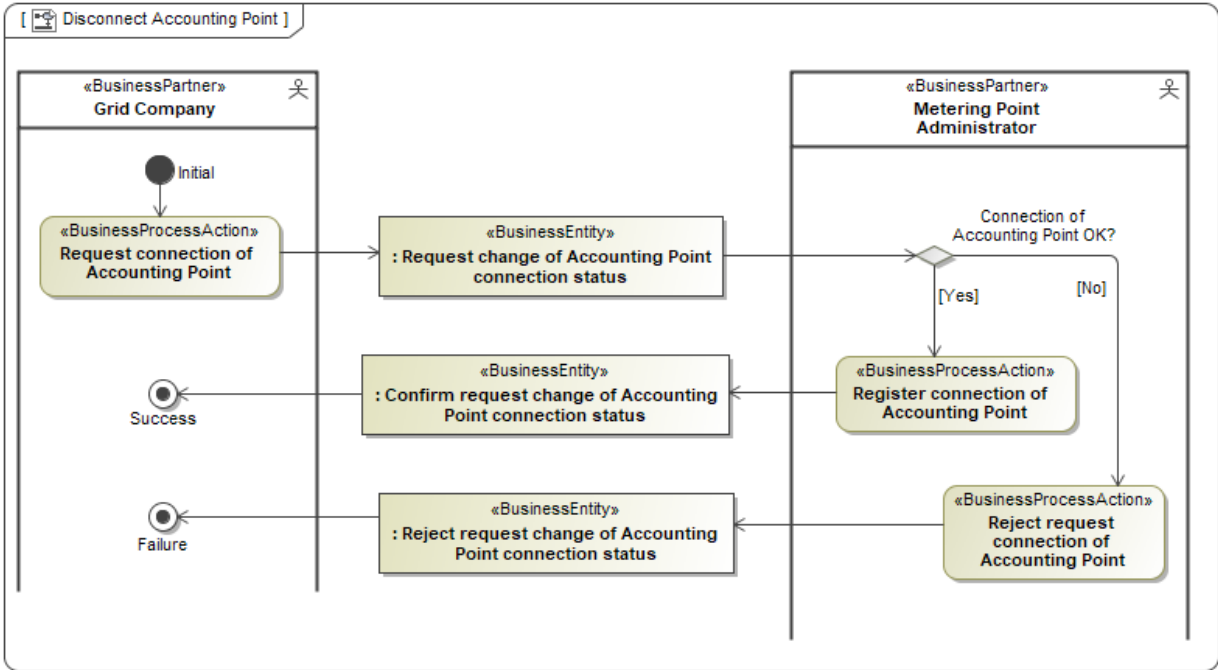 [ Disconnect Accounting Point ]
«BusinessPartner»
Grid Company
«BusinessPartner»
Metering Point
Administrator
Initial
«BusinessProcessAction»
Request connection of
Accounting Point
«BusinessEntity»
: Request change of Accounting Point
connection status
Connection of
Accounting Point OK?
[Yes]
[No]
«BusinessProcessAction»
Register connection of
Accounting Point
«BusinessEntity»
: Confirm request change of Accounting
Point connection status
Success
«BusinessProcessAction»
Reject request
connection of
Accounting Point
«BusinessEntity»
: Reject request change of Accounting
Point connection status
Failure